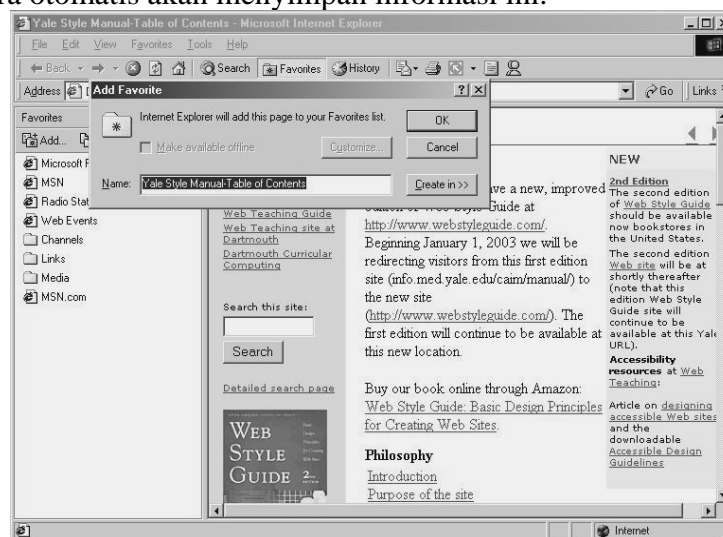 otomatis akan menyimpan informasi ini.
Yale Style Manual-Table of Contents - Microsoft Internet Explorer
File Edit View Favorites Tools Help
Back Search Favorites History
Address Go Links
Add Favorite
Internet Explorer will add this page to your Favorites list.
OK
Make available offline Customize... Cancel
Name: Yale Style Manual-Table of Contents Create in >>
Favorites
Add...
Microsoft
MSN
Radio Stat
Web Events
Channels
Links
Media
MSN.com
Web Teaching Guide
Web Teaching site at
Dartmouth
Dartmouth Curricular
Computing
Search this site:
Search
Detailed search page
WEB
STYLE
GUIDE 2
ve a new, improved
Style Guide at
http://www.webstyleguide.com/.
Beginning January 1, 2003 we will be
redirecting visitors from this first edition
site (info.med.yale.edu/caim/manual/) to
the new site
(http://www.webstyleguide.com/). The
first edition will continue to be available at
this new location.
Buy our book online through Amazon:
Web Style Guide: Basic Design Principles
for Creating Web Sites.
Philosophy
Introduction
Purpose of the site
NEW
2nd Edition
The second edition
of Web Style Guide
should be available
now bookstores in
the United States.
The second edition
Web site will be at
shortly thereafter
(note that this
edition Web Style
Guide site will
continue to be
available at this Yale
URL).
Accessibility
resources at Web
Teaching:
Article on designing
accessible Web sites
and the
downloadable
Accessible Design
Guidelines
Internet